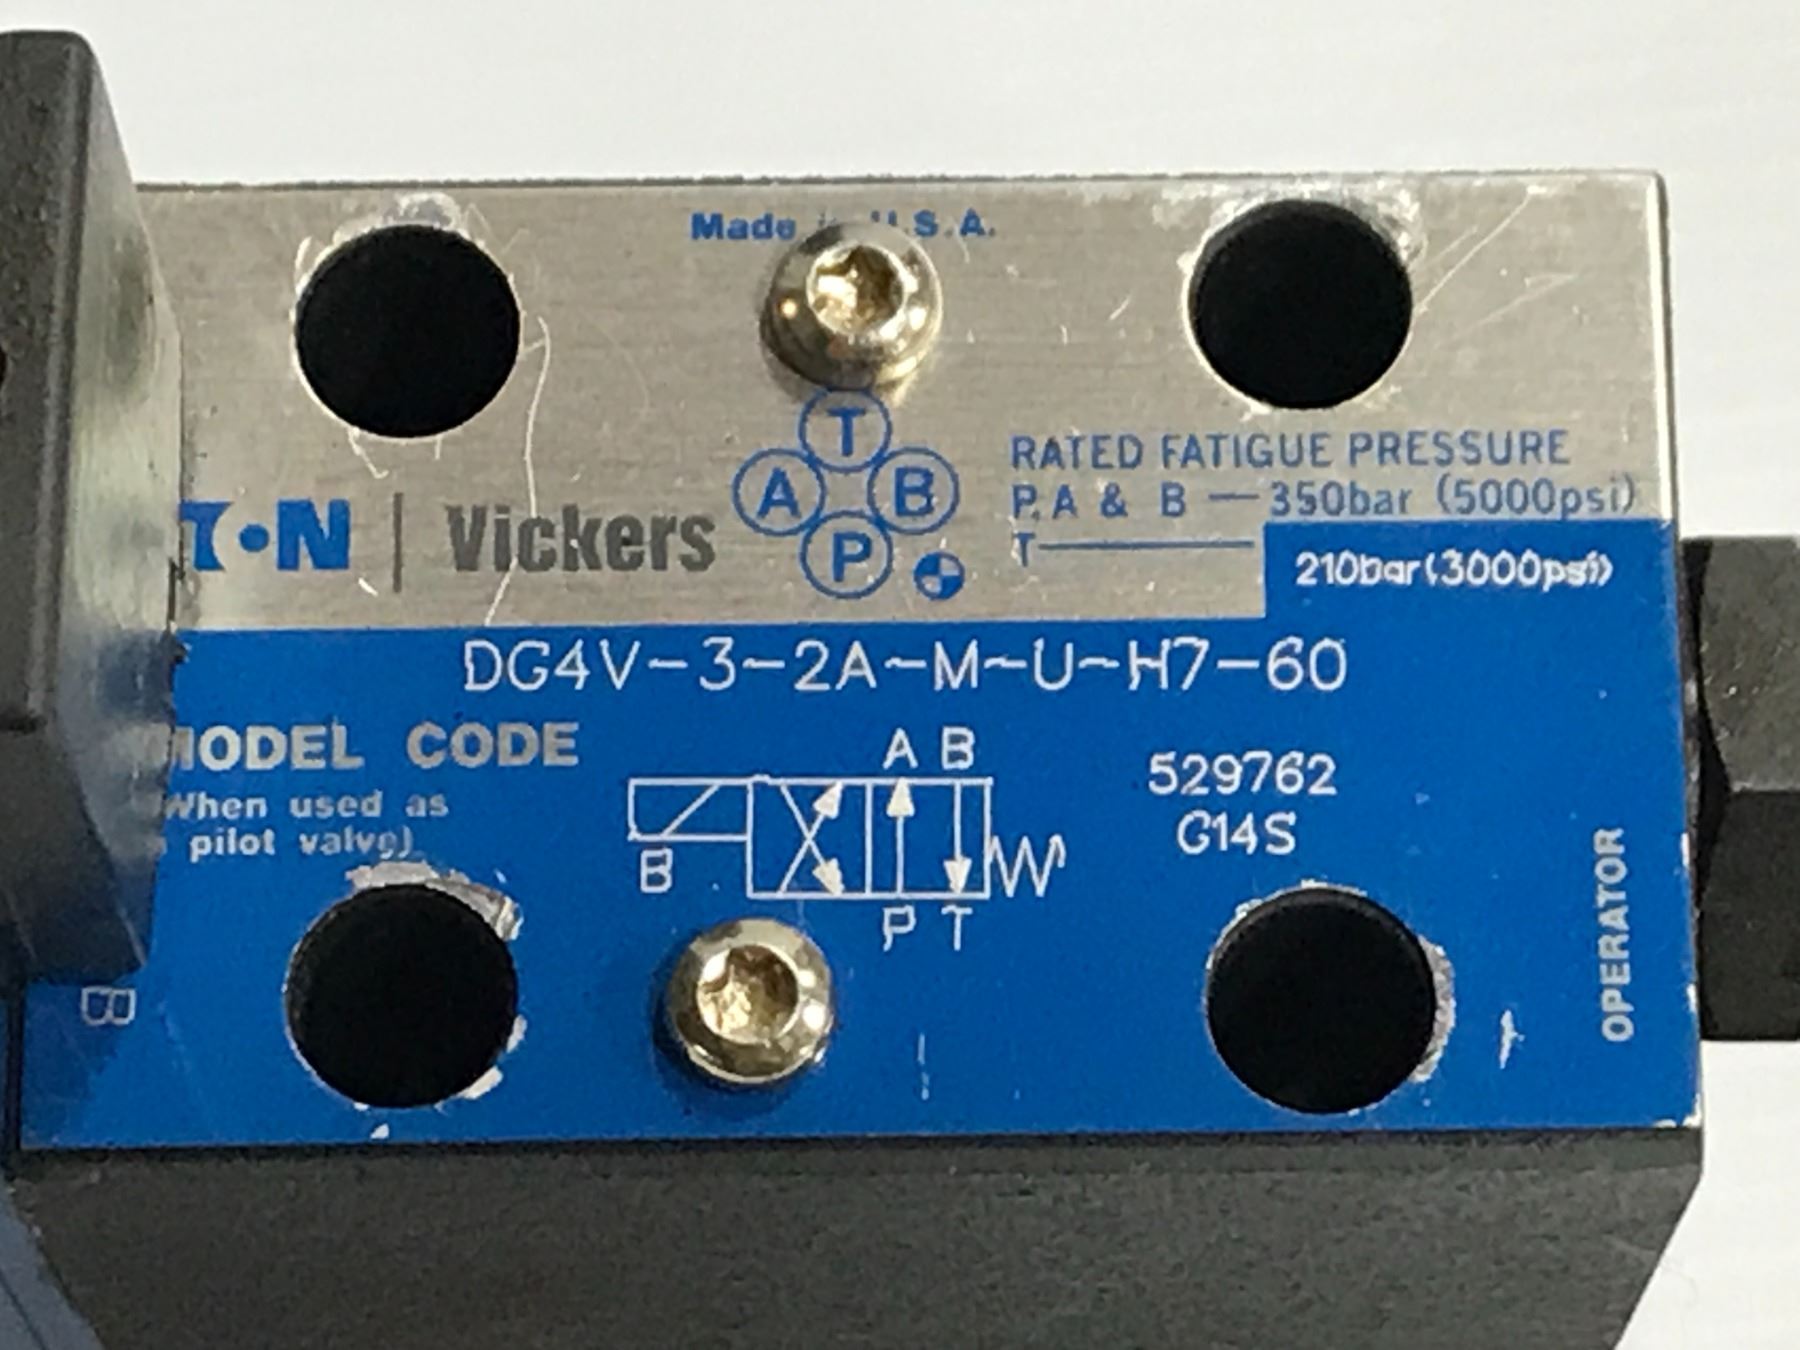 Made U.S.A.
T
A B
P
RATED FATIGUE PRESSURE
P, A & B — 350bar (5000psi)
T — 210bar(3000psi)
T·N | Vickers
DG4V-3-2A-M-U-H7-60
MODEL CODE
(When used as
pilot valve)
A B
B
P T
529762
G14S
OPERATOR
B